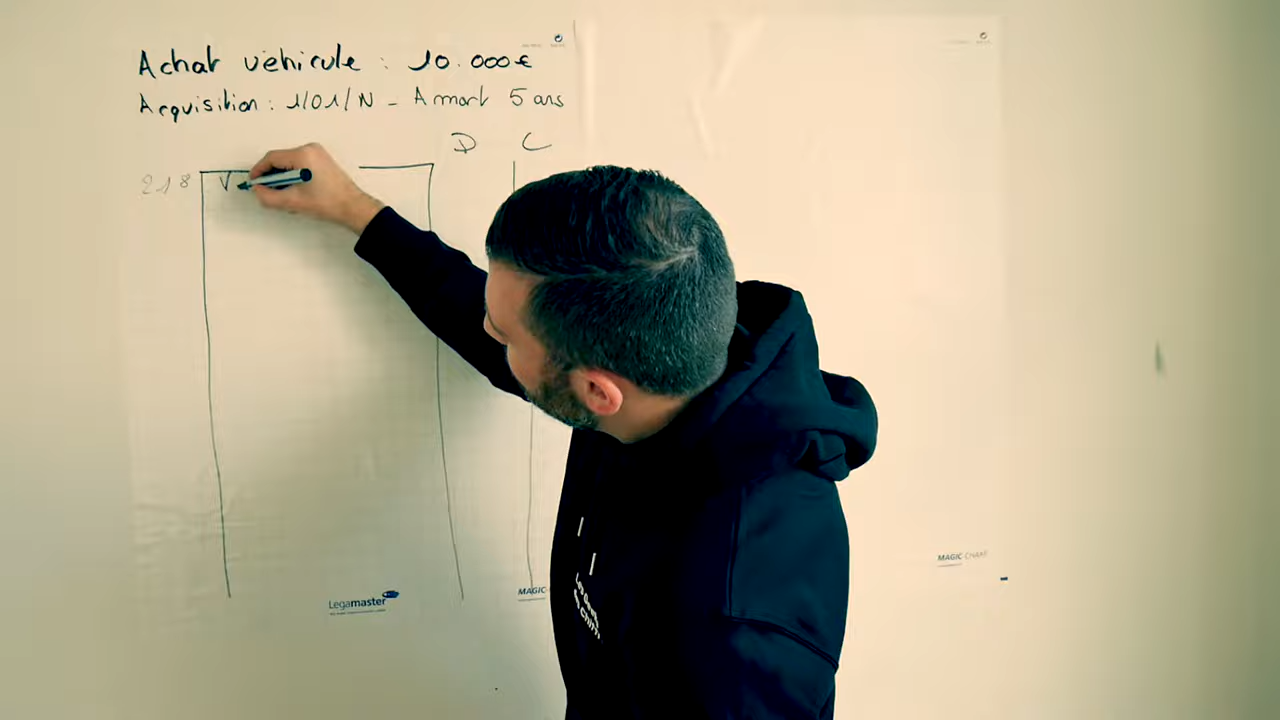 Achat véhicule : 10.000€
Acquisition : 1/01/N - Amort 5 ans
D C
218 V
Legamaster
MAGIC
MAGIC-CHART